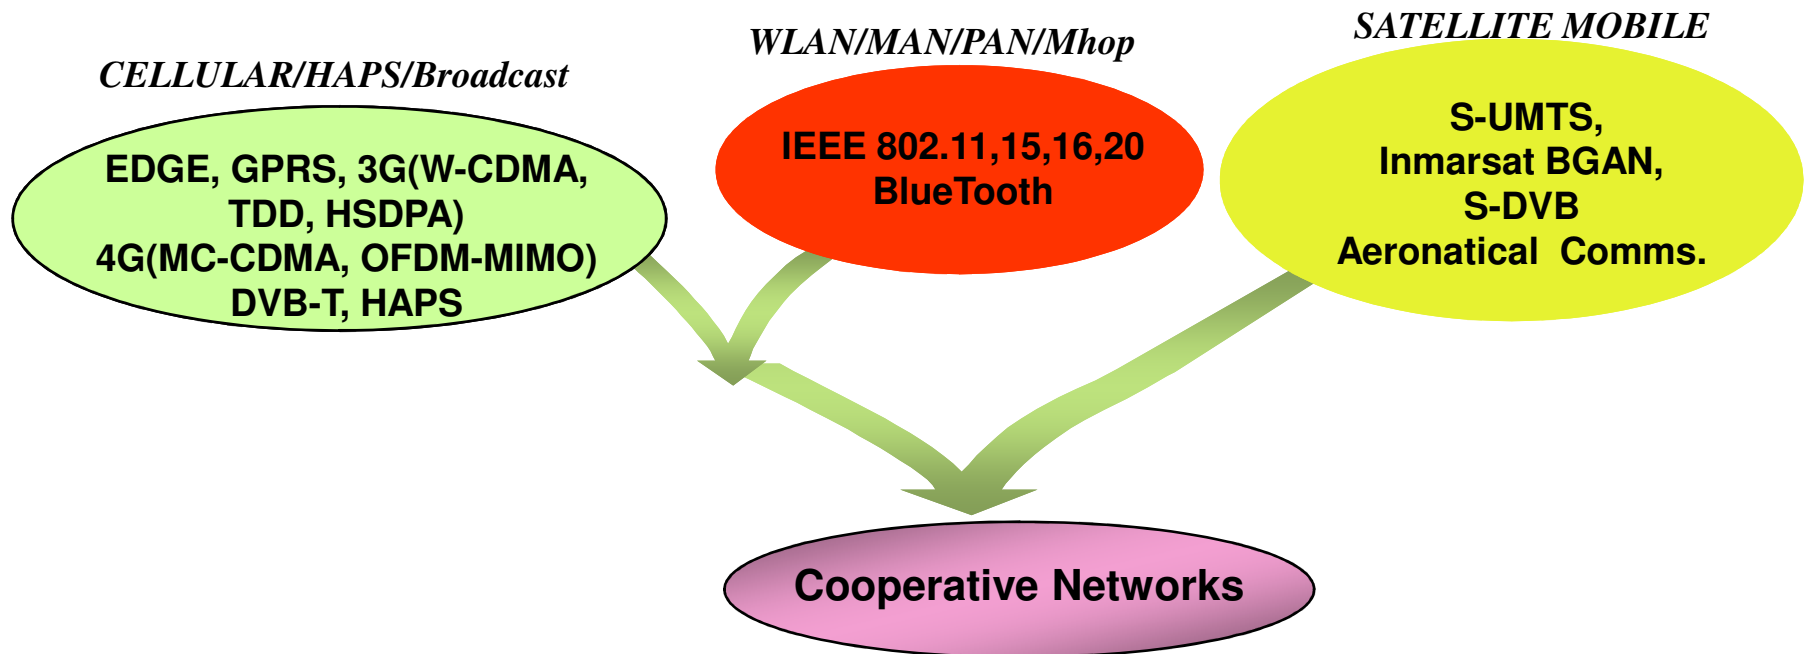 CELLULAR/HAPS/Broadcast
EDGE, GPRS, 3G(W-CDMA,
TDD, HSDPA)
4G(MC-CDMA, OFDM-MIMO)
DVB-T, HAPS
WLAN/MAN/PAN/Mhop
IEEE 802.11,15,16,20
BlueTooth
SATELLITE MOBILE
S-UMTS,
Inmarsat BGAN,
S-DVB
Aeronatical Comms.
Cooperative Networks